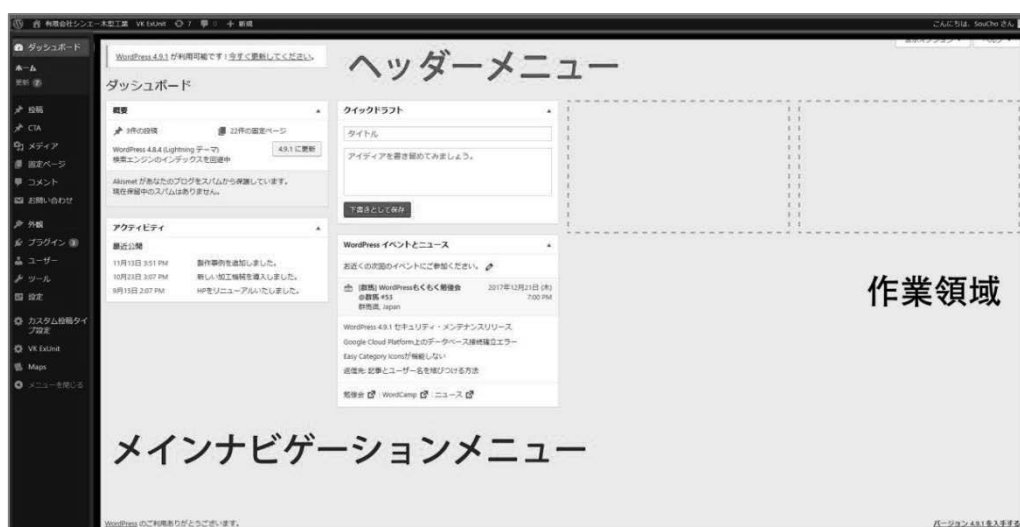 有限会社シンエー木型工業 VK ExUnit 7 0 新規
こんにちは、SouCho さん
ダッシュボード
ホーム
更新 7
投稿
CTA
メディア
固定ページ
コメント
お問い合わせ
外観
プラグイン 3
ユーザー
ツール
設定
カスタム投稿タイ
プ設定
VK ExUnit
Maps
メニューを閉じる
WordPress 4.9.1 が利用可能です ! 今すぐ更新してください。
ヘッダーメニュー
ダッシュボード
概要
3件の投稿 22件の固定ページ
WordPress 4.8.4 (Lightning テーマ) 4.9.1 に更新
検索エンジンのインデックスを回避中
Akismet があなたのブログをスパムから保護しています。
現在保留中のスパムはありません。
アクティビティ
最近公開
11月13日 3:51 PM 製作事例を追加しました。
10月23日 3:07 PM 新しい加工機械を導入しました。
9月15日 2:07 PM HPをリニューアルいたしました。
クイックドラフト
タイトル
アイディアを書き留めてみましょう。
下書きとして保存
WordPress イベントとニュース
お近くの次回のイベントにご参加ください。
[群馬] WordPressもくもく勉強会 2017年12月21日 (木)
@群馬 #53 7:00 PM
群馬県, Japan
WordPress 4.9.1 セキュリティ・メンテナンスリリース
Google Cloud Platform上のデータベース接続確立エラー
Easy Category Iconsが機能しない
返信先: 記事とユーザー名を結びつける方法
勉強会 | WordCamp | ニュース
作業領域
メインナビゲーションメニュー
WordPress のご利用ありがとうございます。
バージョン 4.9.1 を入手する